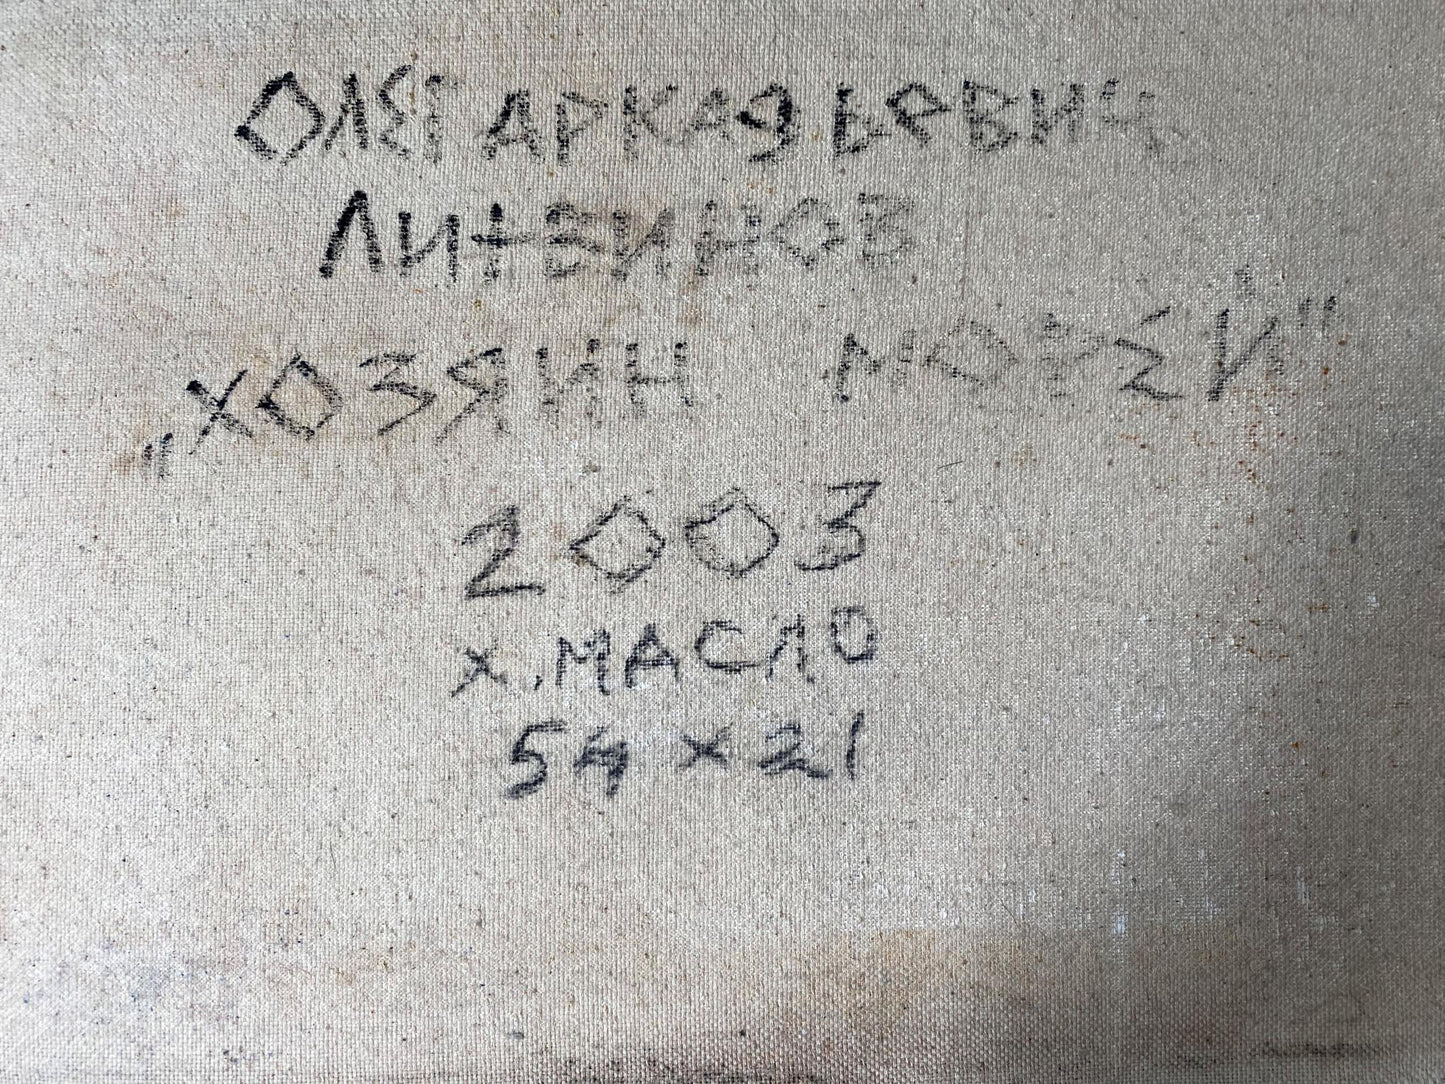 ОЛЕГ АРКАДЬЕВИЧ
ЛИТВИНОВ
„ХОЗЯИН МОРЕЙ"
2003
Х.МАСЛО
54×21